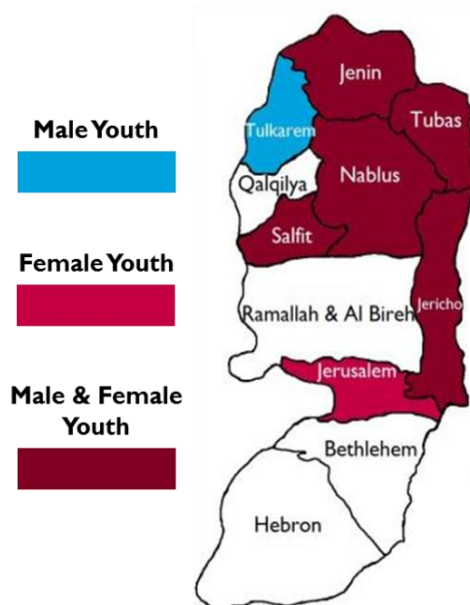 Male Youth
Female Youth
Male & Female
Youth
Jenin
Tubas
Tulkarem
Nablus
Qalqilya
Salfit
Ramallah & Al Bireh
Jericho
Jerusalem
Bethlehem
Hebron